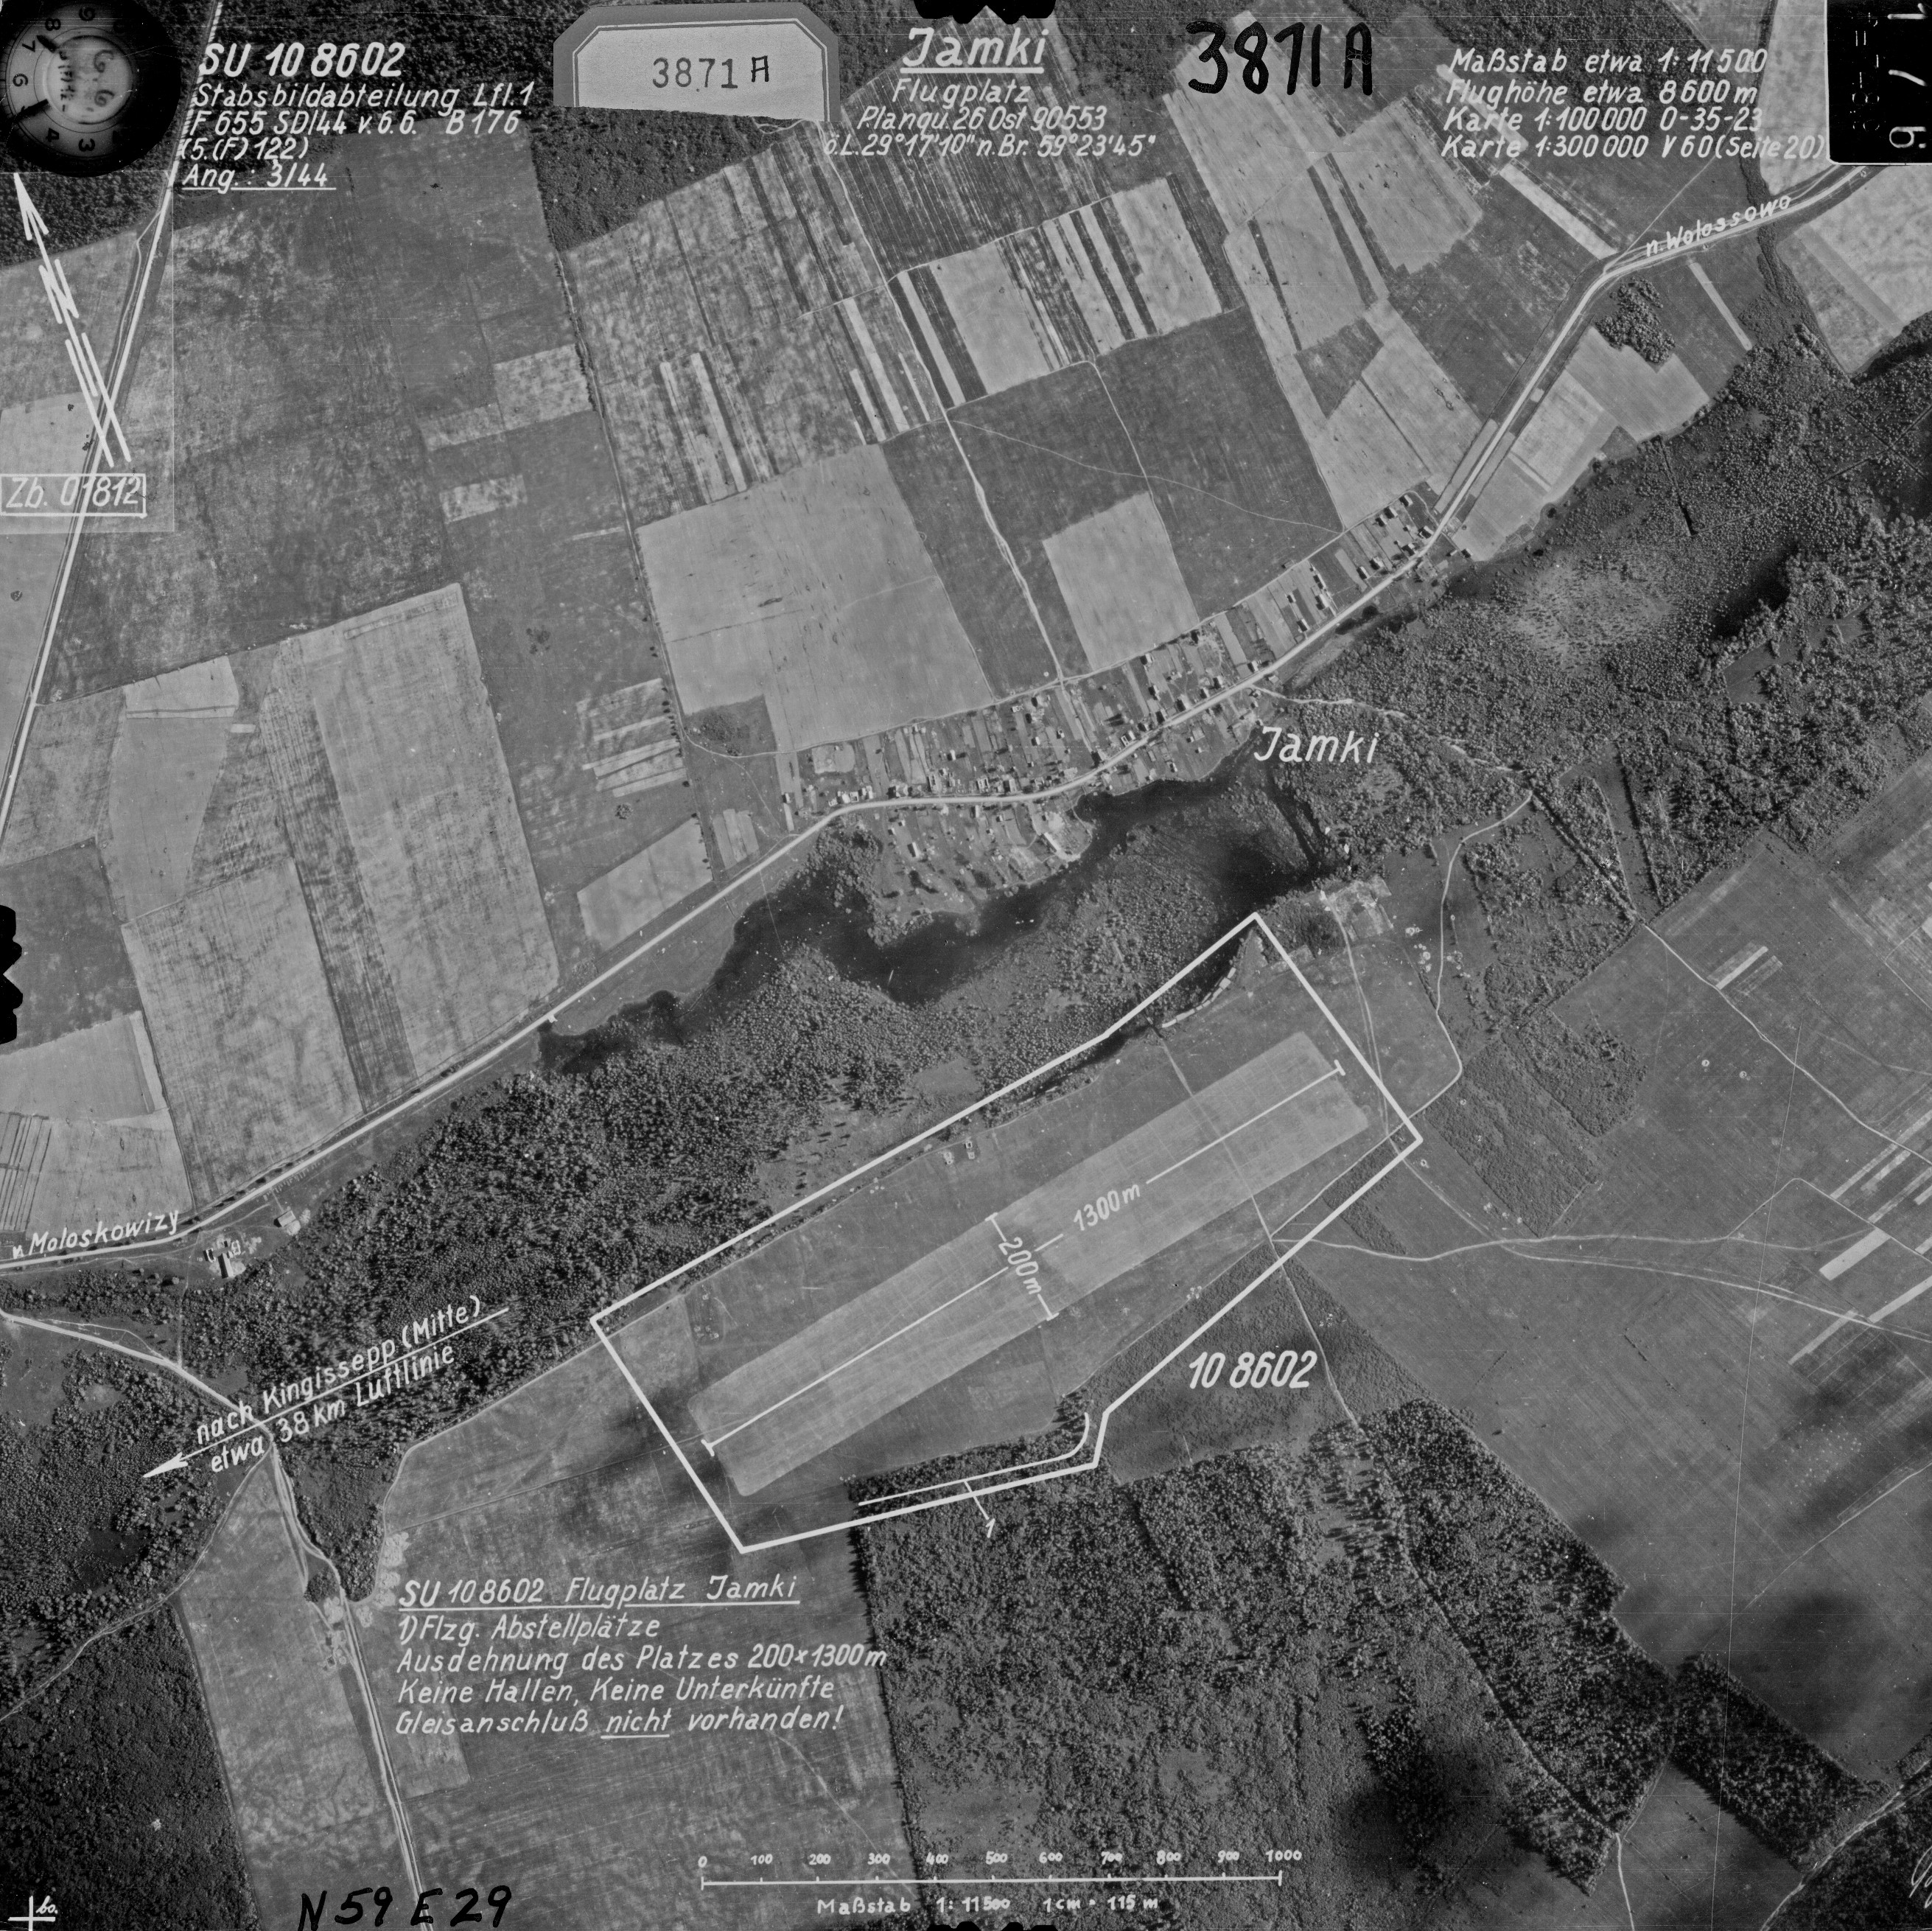 SU 10 8602
Stabsbildabteilung Lfl.1
F 655 SD/44 v. 6.6. B 176
(5.(F) 122)
Ang.: 3/44
3871 A
Jamki
Flugplatz
Planqu. 26 Ost 90553
ö.L. 29°17'10" n.Br. 59°23'45"
3871 A
Maßstab etwa 1:11500
Flughöhe etwa 8600 m
Karte 1:100000 O-35-23
Karte 1:300000 V 60 (Seite 20)
N
Zb. 01812
n. Wolossowo
Jamki
n. Moloskowizy
1300 m
200 m
nach Kingissepp (Mitte)
etwa 38 km Luftlinie
10 8602
1
SU 10 8602 Flugplatz Jamki
1) Flzg. Abstellplätze
Ausdehnung des Platzes 200×1300 m
Keine Hallen, Keine Unterkünfte
Gleisanschluß nicht vorhanden!
0 100 200 300 400 500 600 700 800 900 1000
Maßstab 1:11500 1cm = 115 m
bo.
N 59 E 29